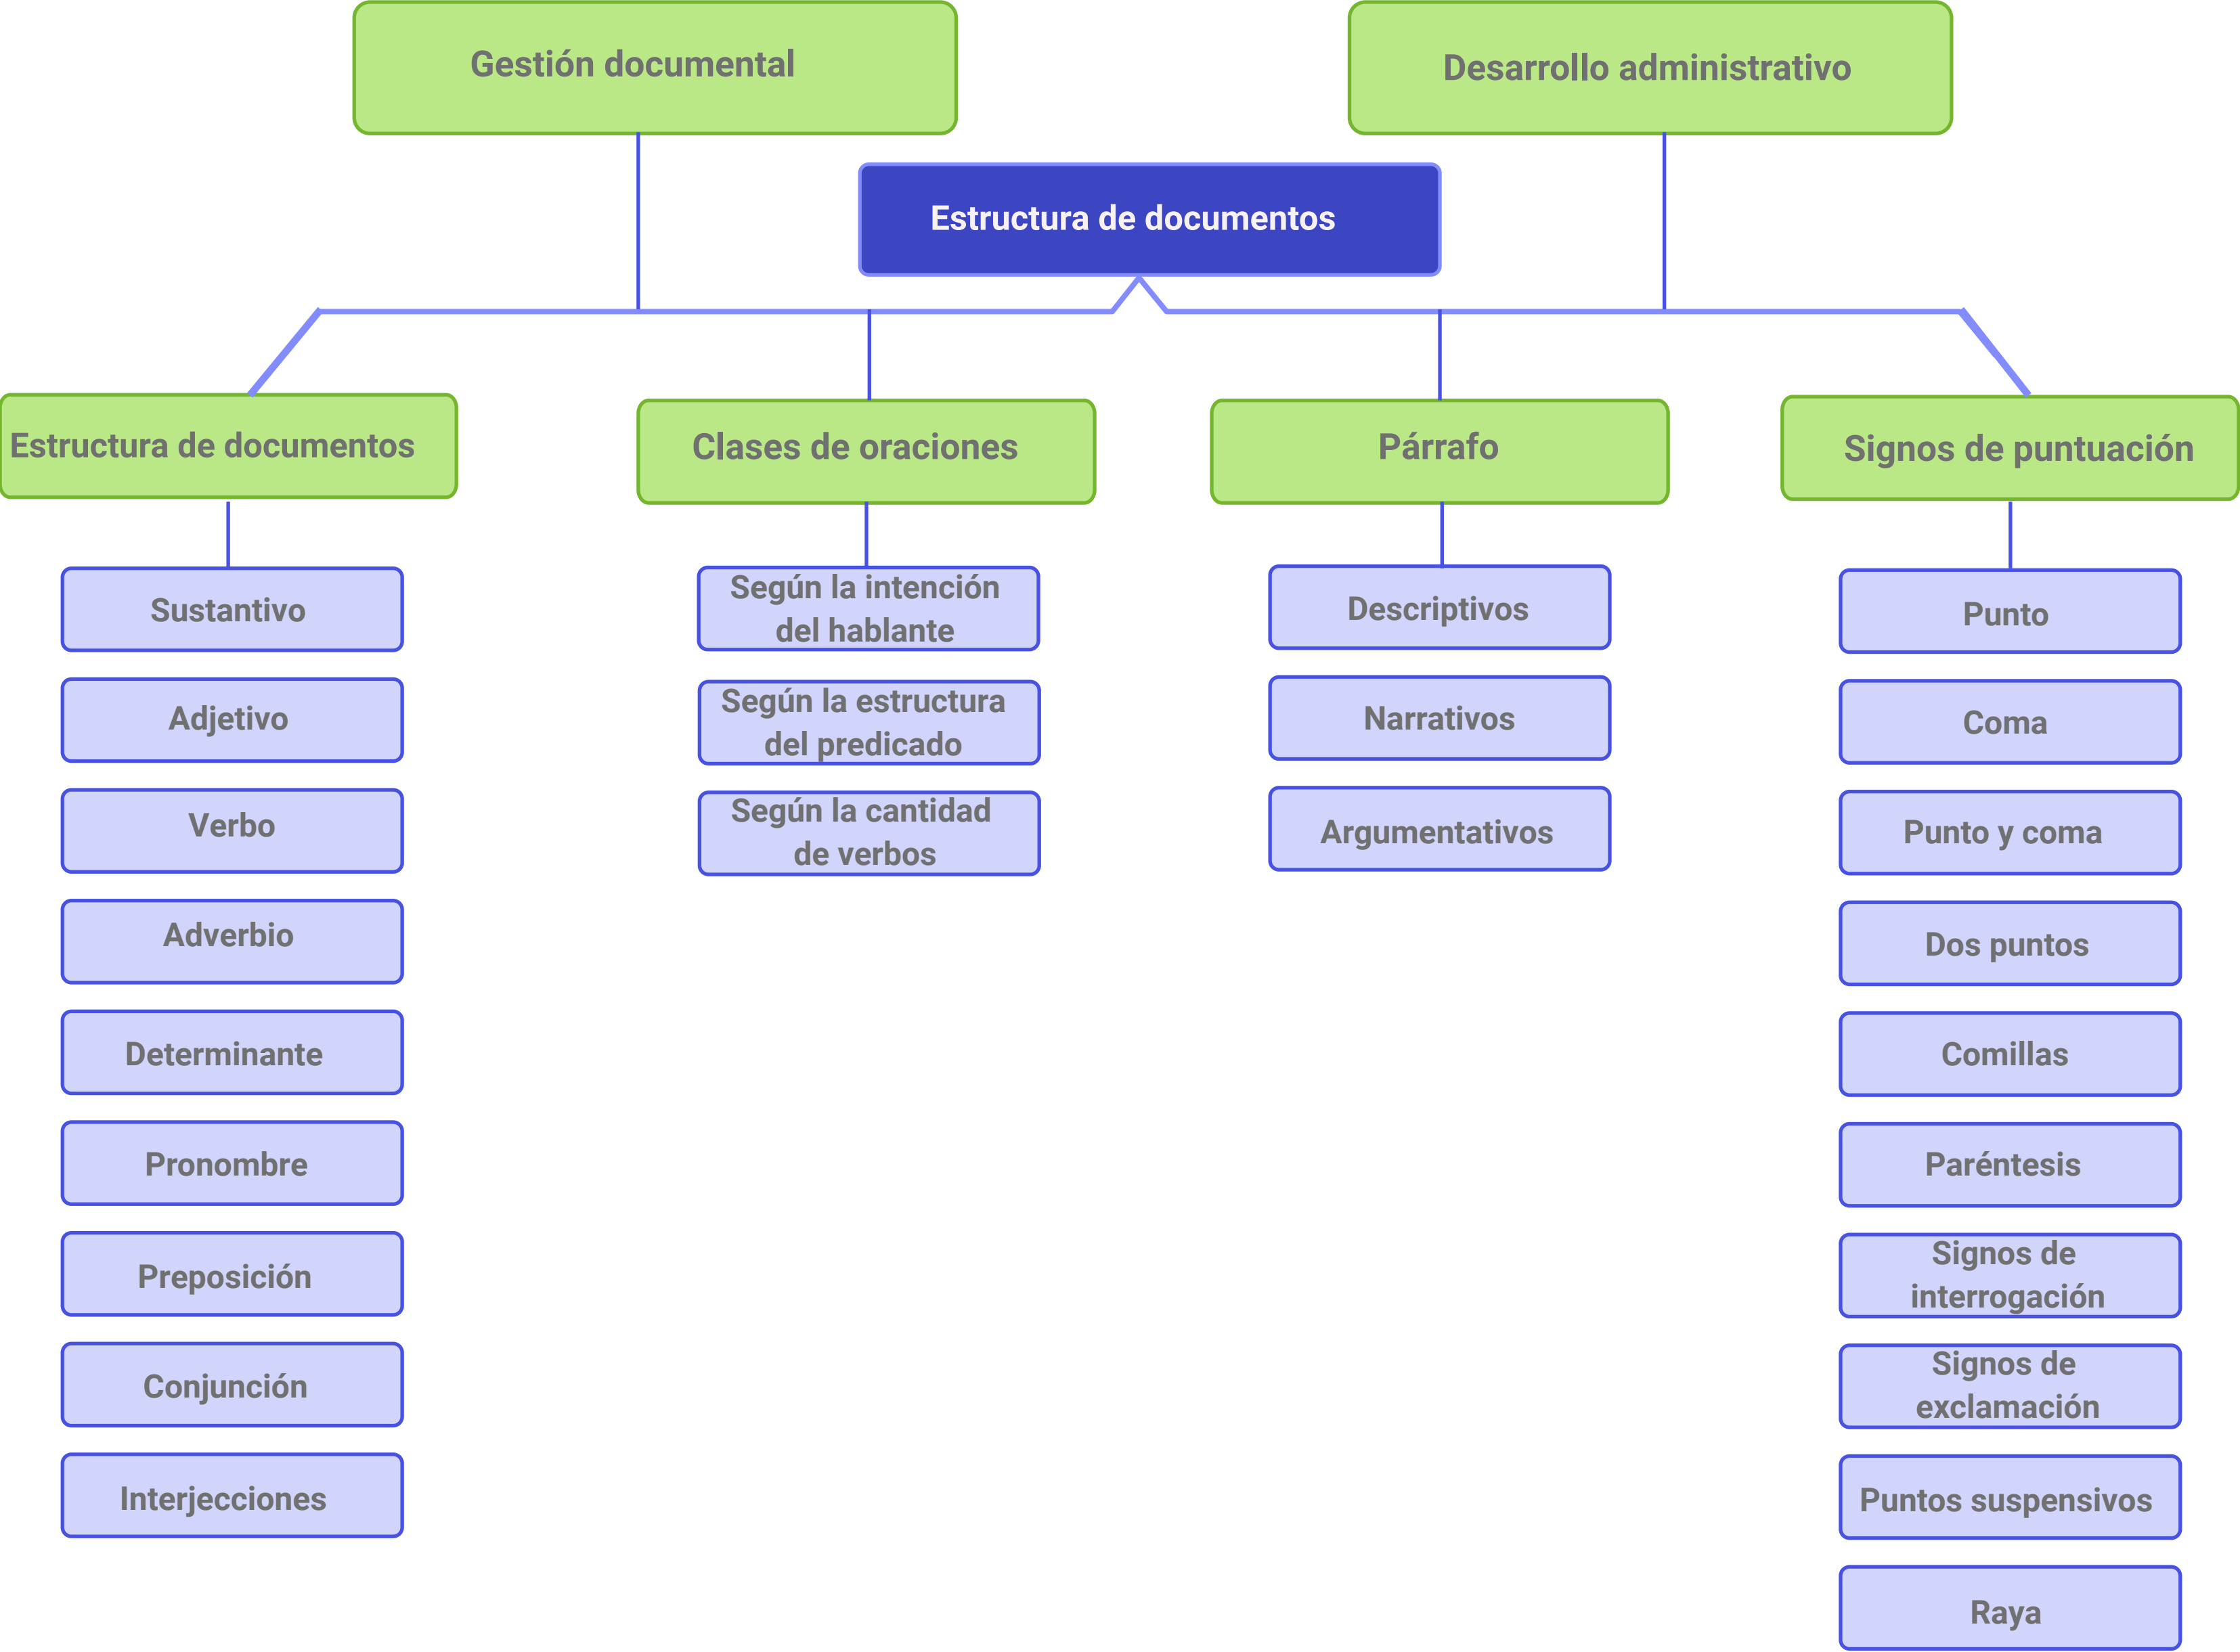 Gestión documental
Desarrollo administrativo
Estructura de documentos
Estructura de documentos
Clases de oraciones
Párrafo
Signos de puntuación
Sustantivo
Adjetivo
Verbo
Adverbio
Determinante
Pronombre
Preposición
Conjunción
Interjecciones
Según la intención
del hablante
Según la estructura
del predicado
Según la cantidad
de verbos
Descriptivos
Narrativos
Argumentativos
Punto
Coma
Punto y coma
Dos puntos
Comillas
Paréntesis
Signos de
interrogación
Signos de
exclamación
Puntos suspensivos
Raya